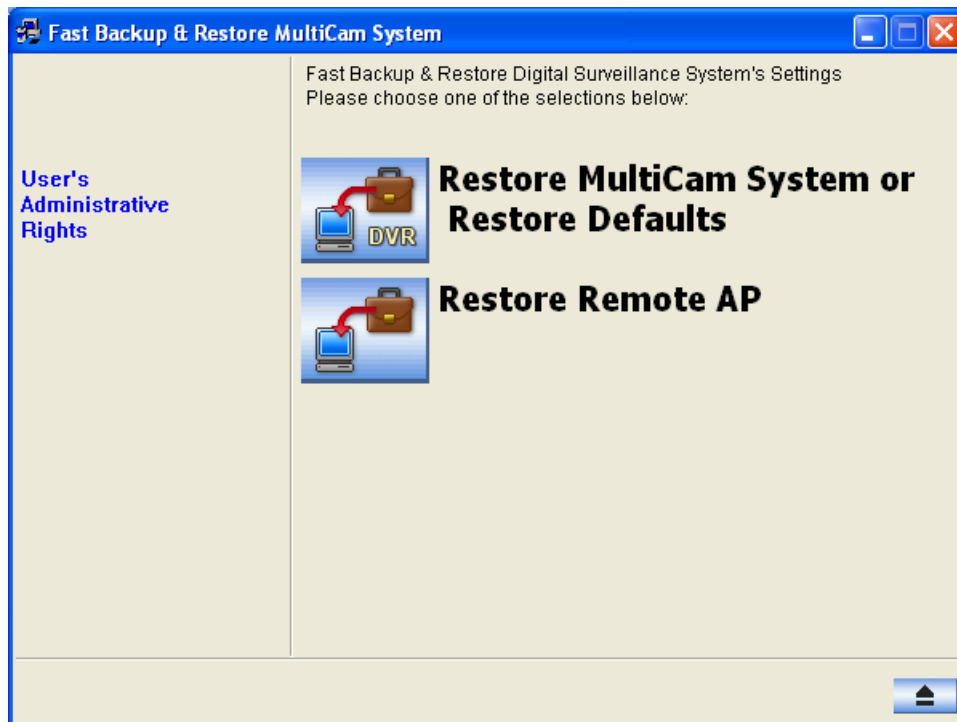 Fast Backup & Restore MultiCam System
Fast Backup & Restore Digital Surveillance System's Settings
Please choose one of the selections below:
User's
Administrative
Rights
Restore MultiCam System or
Restore Defaults
DVR
Restore Remote AP